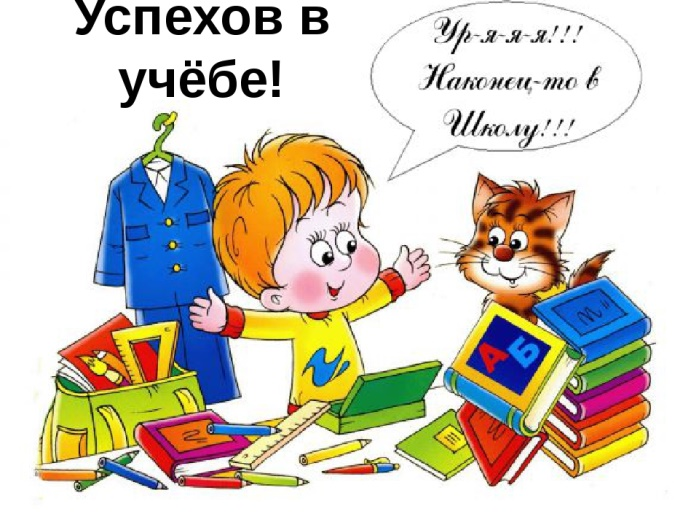 Успехов в
учёбе!
Ур-я-я-я!!!
Наконец-то в
Школу!!!
А
Б